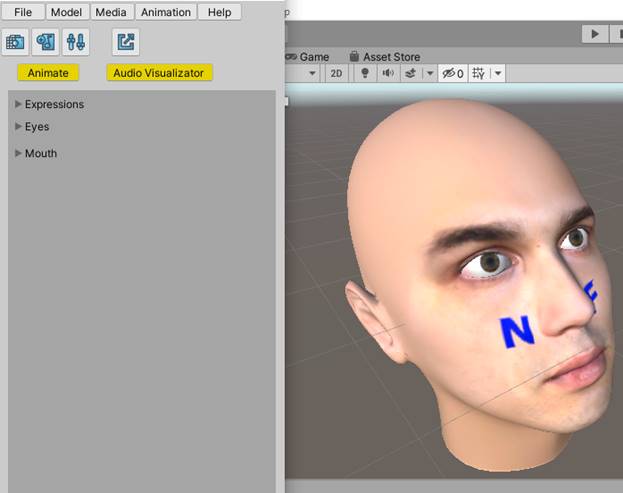 File Model Media Animation Help
p
Game Asset Store
2D 0
Animate Audio Visualizator
Expressions
Eyes
Mouth
N F